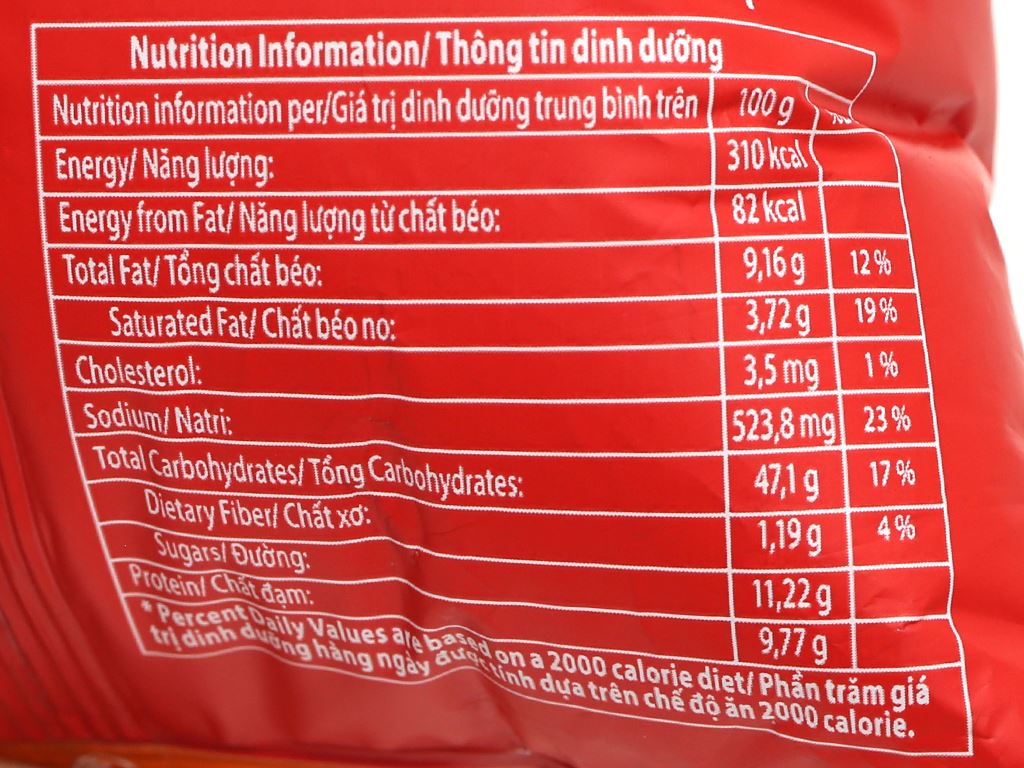 Nutrition Information/ Thông tin dinh dưỡng
Nutrition information per/Giá trị dinh dưỡng trung bình trên 100 g
Energy/ Năng lượng: 310 kcal
Energy from Fat/ Năng lượng từ chất béo: 82 kcal
Total Fat/ Tổng chất béo: 9,16 g 12 %
Saturated Fat/ Chất béo no: 3,72 g 19 %
Cholesterol: 3,5 mg 1 %
Sodium/ Natri: 523,8 mg 23 %
Total Carbohydrates/ Tổng Carbohydrates: 47,1 g 17 %
Dietary Fiber/ Chất xơ: 1,19 g 4 %
Sugars/ Đường: 11,22 g
Protein/ Chất đạm: 9,77 g
* Percent Daily Values are based on a 2000 calorie diet/ Phần trăm giá
trị dinh dưỡng hàng ngày được tính dựa trên chế độ ăn 2000 calorie.